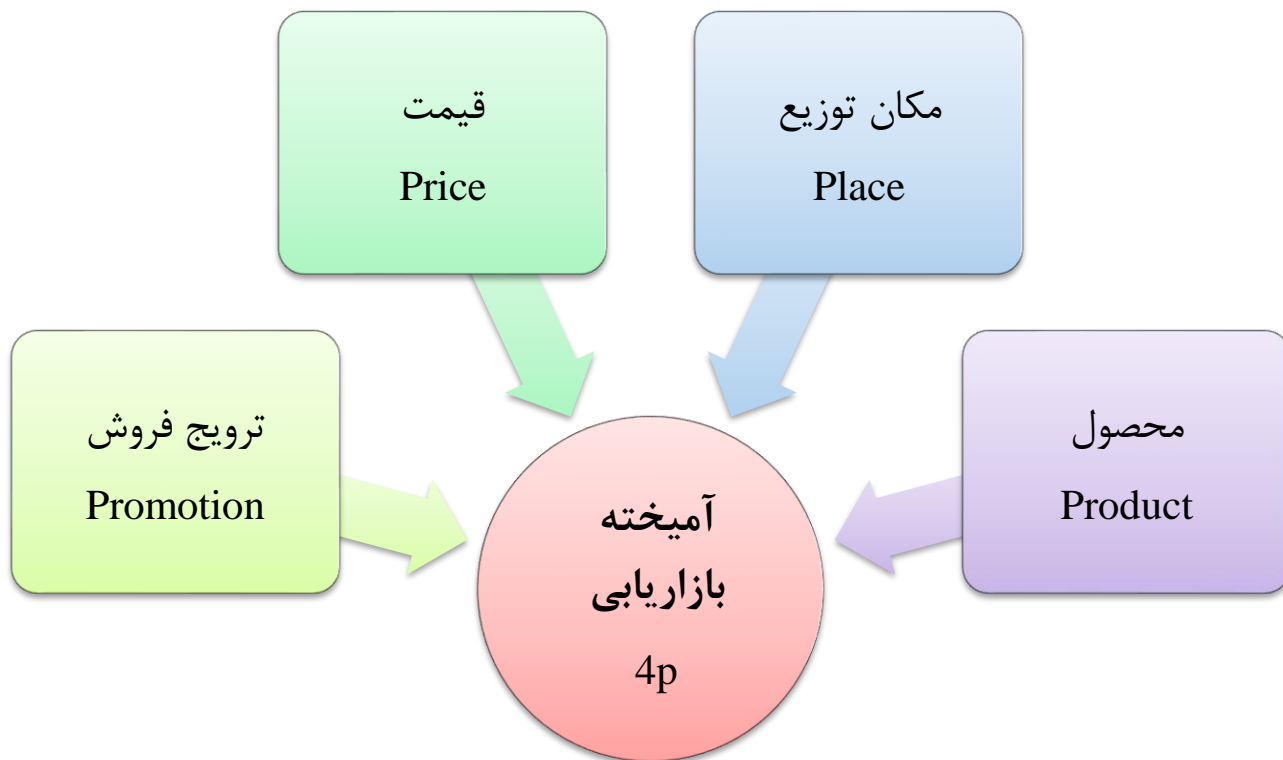 قیمت
Price
مکان توزیع
Place
ترویج فروش
Promotion
محصول
Product
آمیخته
بازاریابی
4p